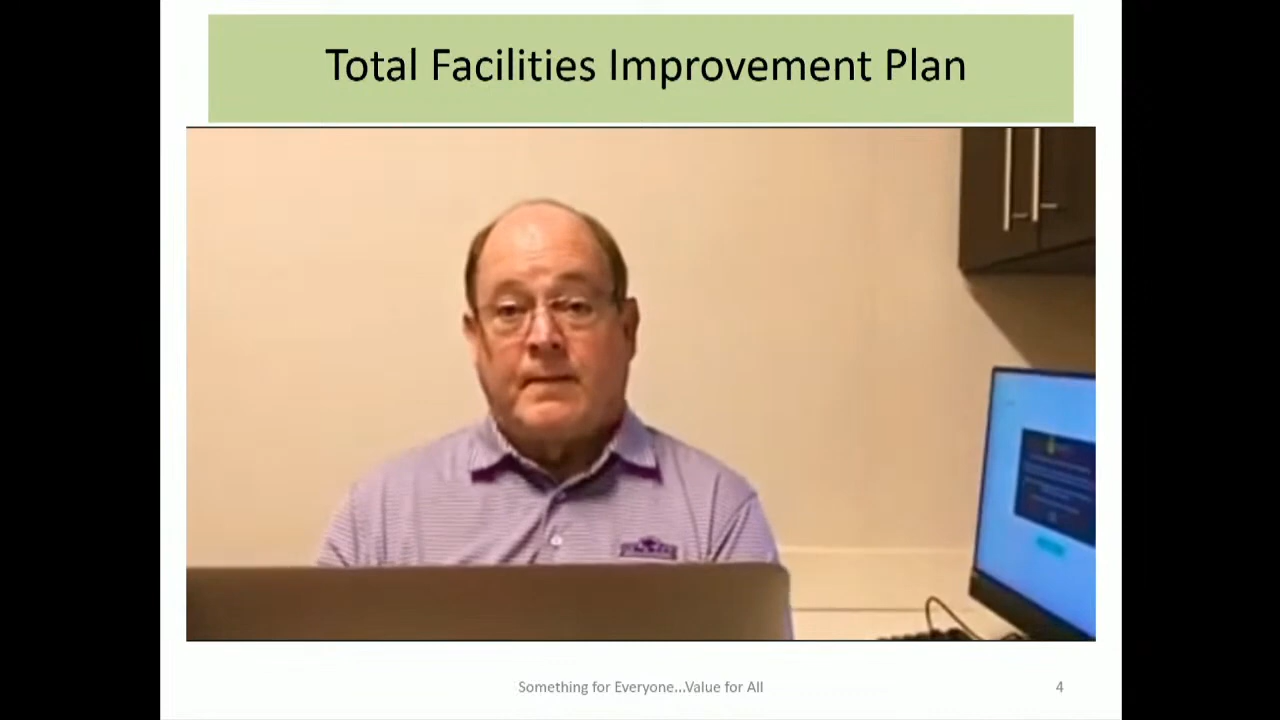 Total Facilities Improvement Plan
Something for Everyone...Value for All
4